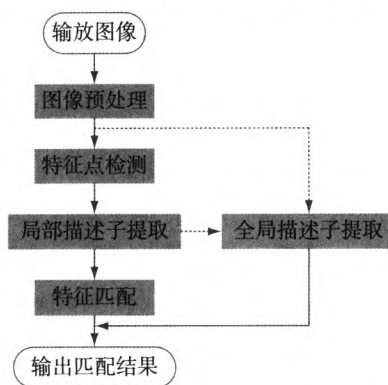 输放图像
图像预处理
特征点检测
局部描述子提取
全局描述子提取
特征匹配
输出匹配结果